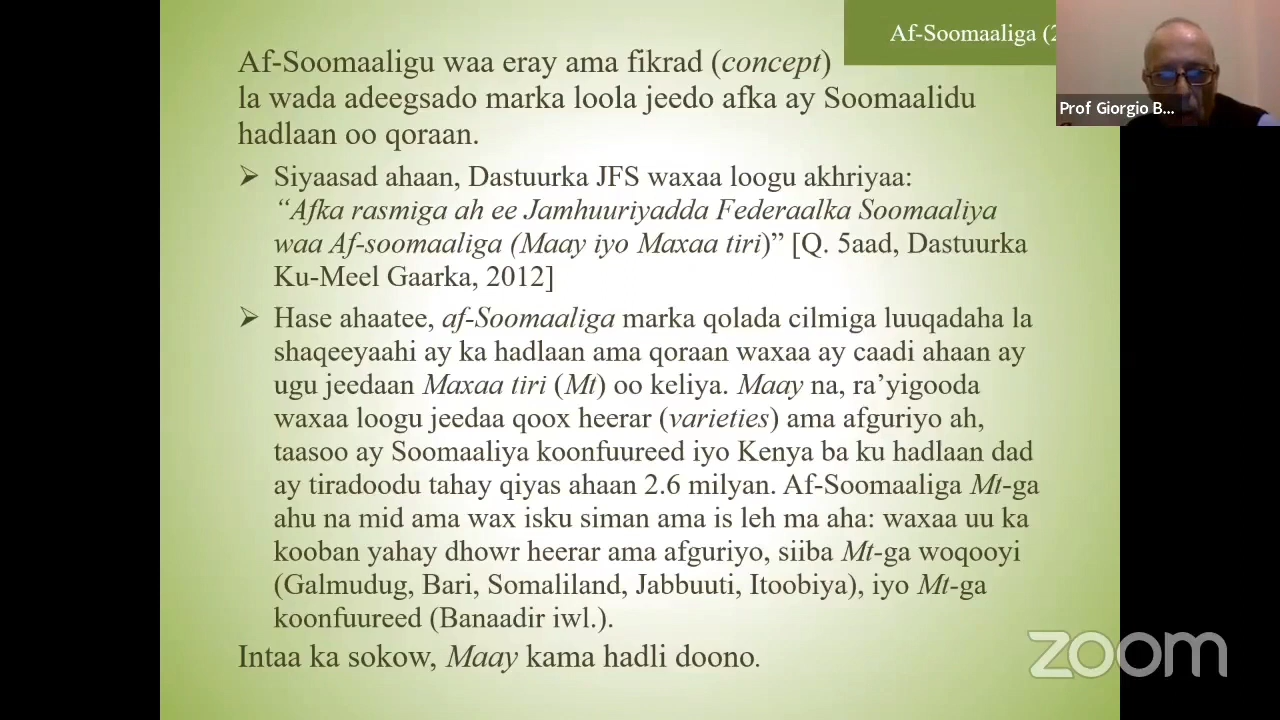 Af-Soomaaliga (2
Af-Soomaaligu waa eray ama fikrad (concept)
la wada adeegsado marka loola jeedo afka ay Soomaalidu
hadlaan oo qoraan.
➢ Siyaasad ahaan, Dastuurka JFS waxaa loogu akhriyaa:
“Afka rasmiga ah ee Jamhuuriyadda Federaalka Soomaaliya
waa Af-soomaaliga (Maay iyo Maxaa tiri)” [Q. 5aad, Dastuurka
Ku-Meel Gaarka, 2012]
➢ Hase ahaatee, af-Soomaaliga marka qolada cilmiga luuqadaha la
shaqeeyaahi ay ka hadlaan ama qoraan waxaa ay caadi ahaan ay
ugu jeedaan Maxaa tiri (Mt) oo keliya. Maay na, ra’yigooda
waxaa loogu jeedaa qoox heerar (varieties) ama afguriyo ah,
taasoo ay Soomaaliya koonfuureed iyo Kenya ba ku hadlaan dad
ay tiradoodu tahay qiyas ahaan 2.6 milyan. Af-Soomaaliga Mt-ga
ahu na mid ama wax isku siman ama is leh ma aha: waxaa uu ka
kooban yahay dhowr heerar ama afguriyo, siiba Mt-ga woqooyi
(Galmudug, Bari, Somaliland, Jabbuuti, Itoobiya), iyo Mt-ga
koonfuureed (Banaadir iwl.).
Intaa ka sokow, Maay kama hadli doono.
Prof Giorgio B...
zoom